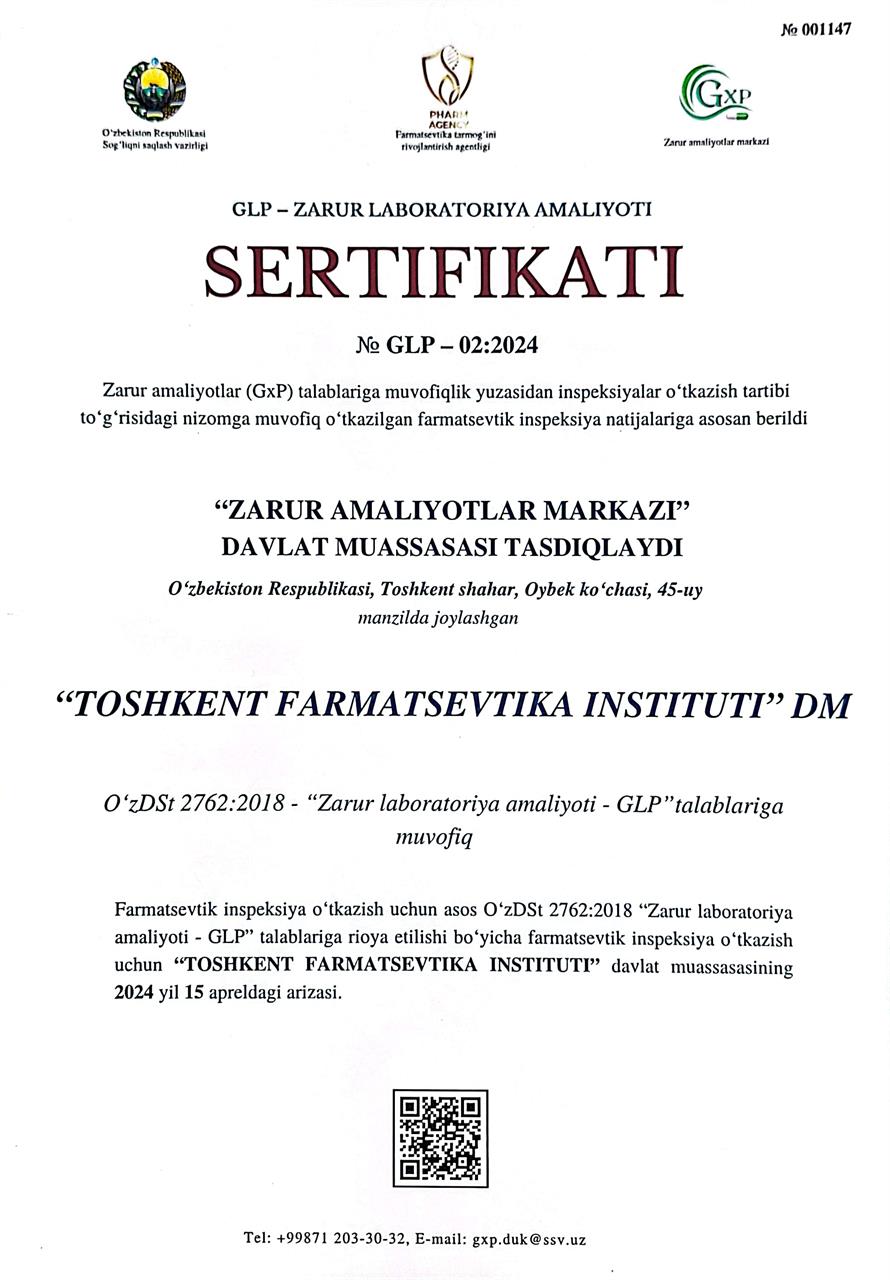 № 001147
O‘zbekiston Respublikasi
Sog‘liqni saqlash vazirligi
PHARM
AGENCY
Farmatsevtika tarmog‘ini
rivojlantirish agentligi
GXP
Zarur amaliyotlar markazi
GLP – ZARUR LABORATORIYA AMALIYOTI
SERTIFIKATI
№ GLP – 02:2024
Zarur amaliyotlar (GxP) talablariga muvofiqlik yuzasidan inspeksiyalar o‘tkazish tartibi
to‘g‘risidagi nizomga muvofiq o‘tkazilgan farmatsevtik inspeksiya natijalariga asosan berildi
“ZARUR AMALIYOTLAR MARKAZI”
DAVLAT MUASSASASI TASDIQLAYDI
O‘zbekiston Respublikasi, Toshkent shahar, Oybek ko‘chasi, 45-uy
manzilda joylashgan
“TOSHKENT FARMATSEVTIKA INSTITUTI” DM
O‘zDSt 2762:2018 - “Zarur laboratoriya amaliyoti - GLP”talablariga
muvofiq
Farmatsevtik inspeksiya o‘tkazish uchun asos O‘zDSt 2762:2018 “Zarur laboratoriya
amaliyoti - GLP” talablariga rioya etilishi bo‘yicha farmatsevtik inspeksiya o‘tkazish
uchun “TOSHKENT FARMATSEVTIKA INSTITUTI” davlat muassasasining
2024 yil 15 apreldagi arizasi.
Tel: +99871 203-30-32, E-mail: gxp.duk@ssv.uz